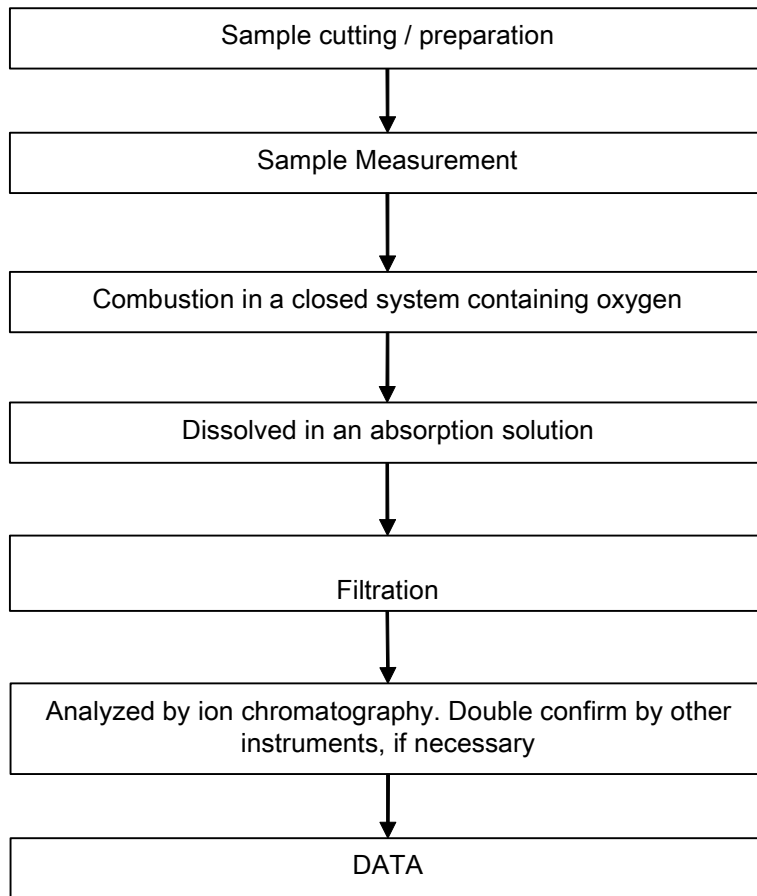 Sample cutting / preparation
Sample Measurement
Combustion in a closed system containing oxygen
Dissolved in an absorption solution
Filtration
Analyzed by ion chromatography. Double confirm by other
instruments, if necessary
DATA